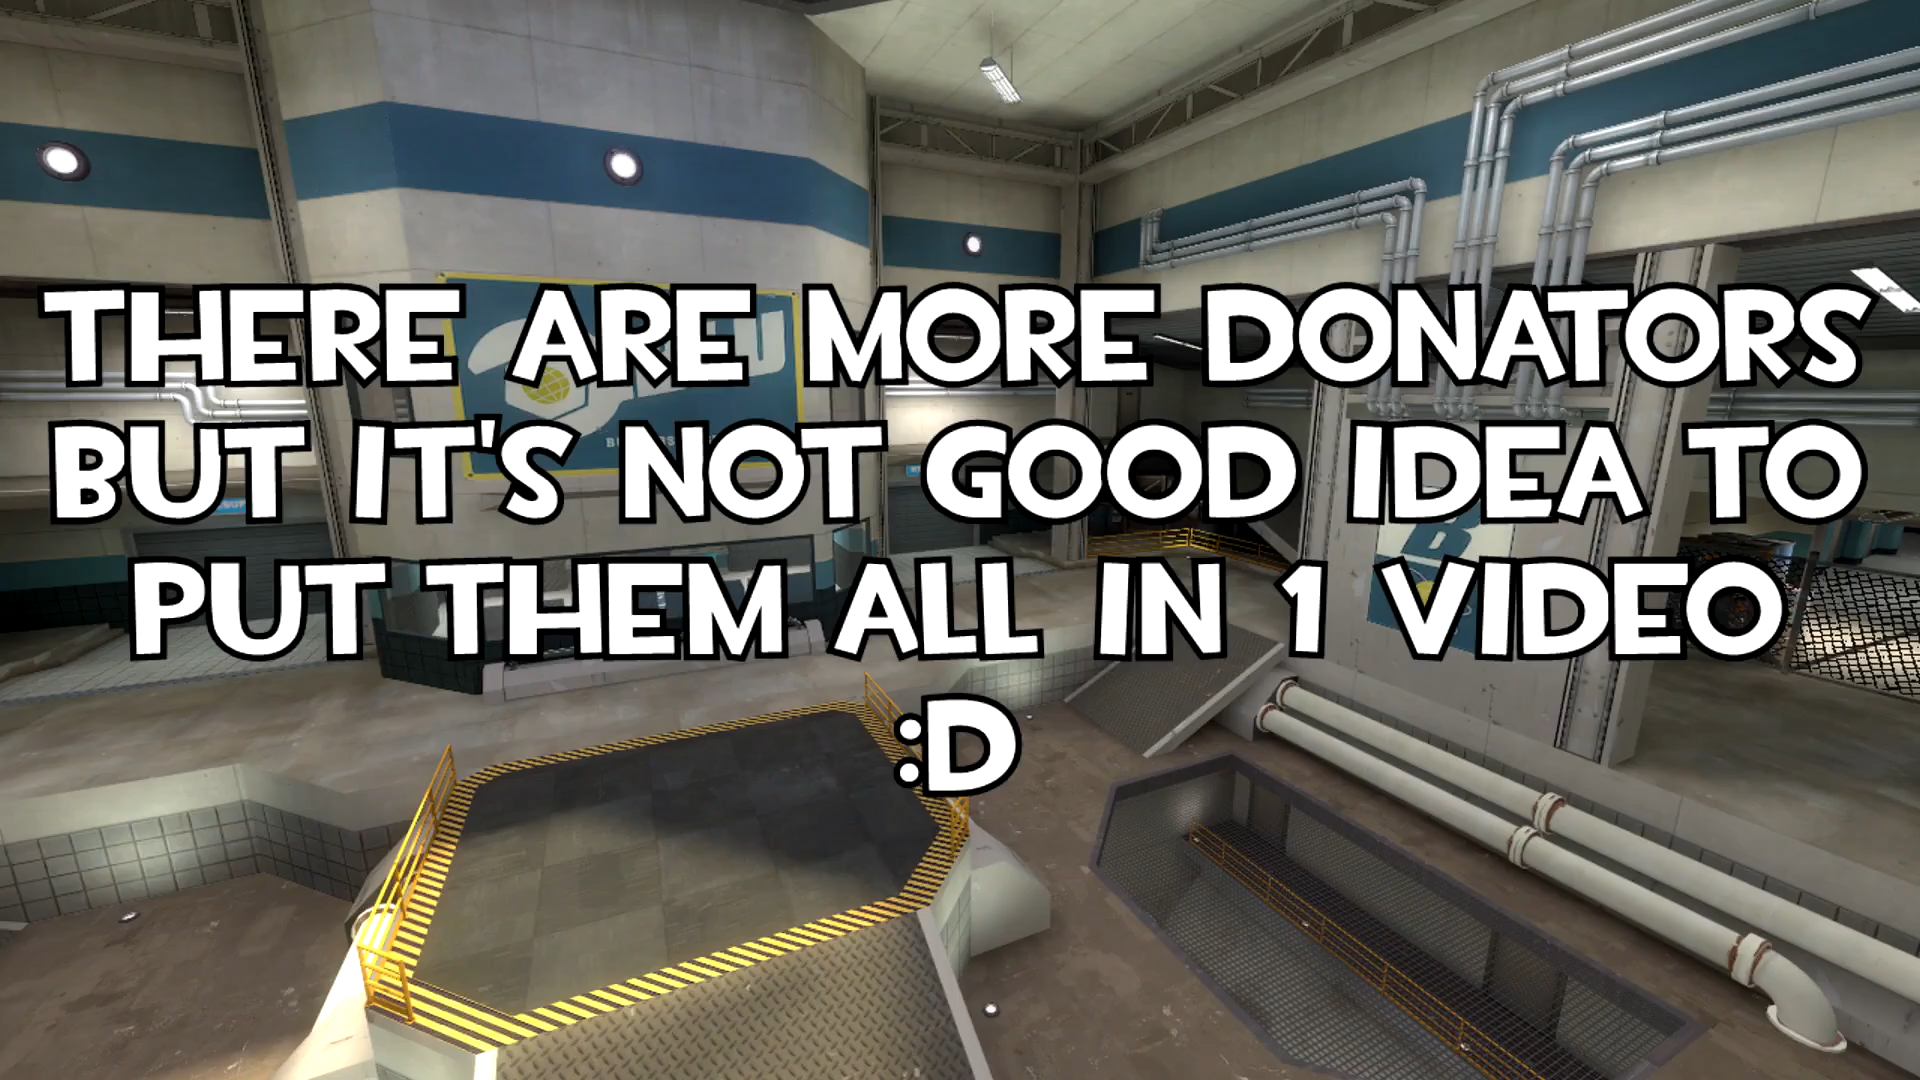 THERE ARE MORE DONATORS
BUT IT'S NOT GOOD IDEA TO
PUT THEM ALL IN 1 VIDEO
:D
B